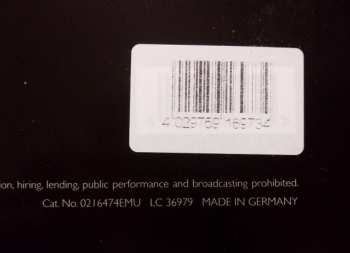 4 029759 169734
ion, hiring, lending, public performance and broadcasting prohibited.
Cat. No. 0216474EMU LC 36979 MADE IN GERMANY